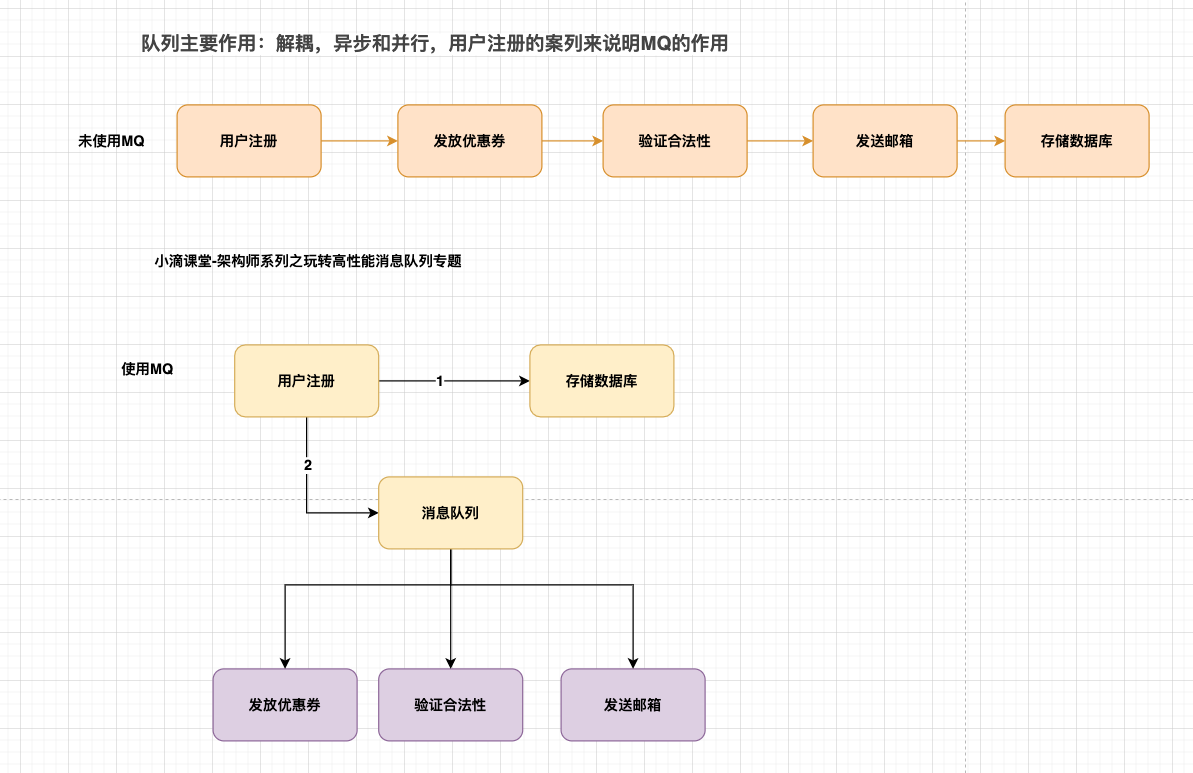 队列主要作用：解耦，异步和并行，用户注册的案列来说明MQ的作用
未使用MQ
用户注册
发放优惠券
验证合法性
发送邮箱
存储数据库
小滴课堂-架构师系列之玩转高性能消息队列专题
使用MQ
用户注册
1
存储数据库
2
消息队列
发放优惠券
验证合法性
发送邮箱